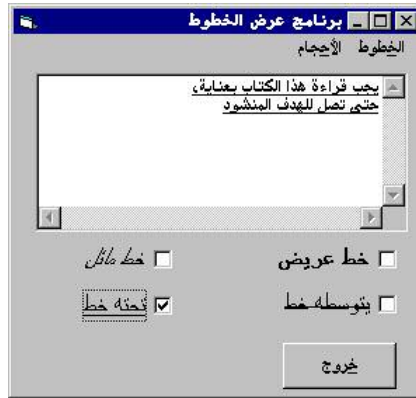 برنامج عرض الخطوط
الخطوط الأحجام
يجب قراءة هذا الكتاب بعناية،
حتى تصل للهدف المنشود
خط عريض خط مائل
يتوسطه خط تحته خط
خروج